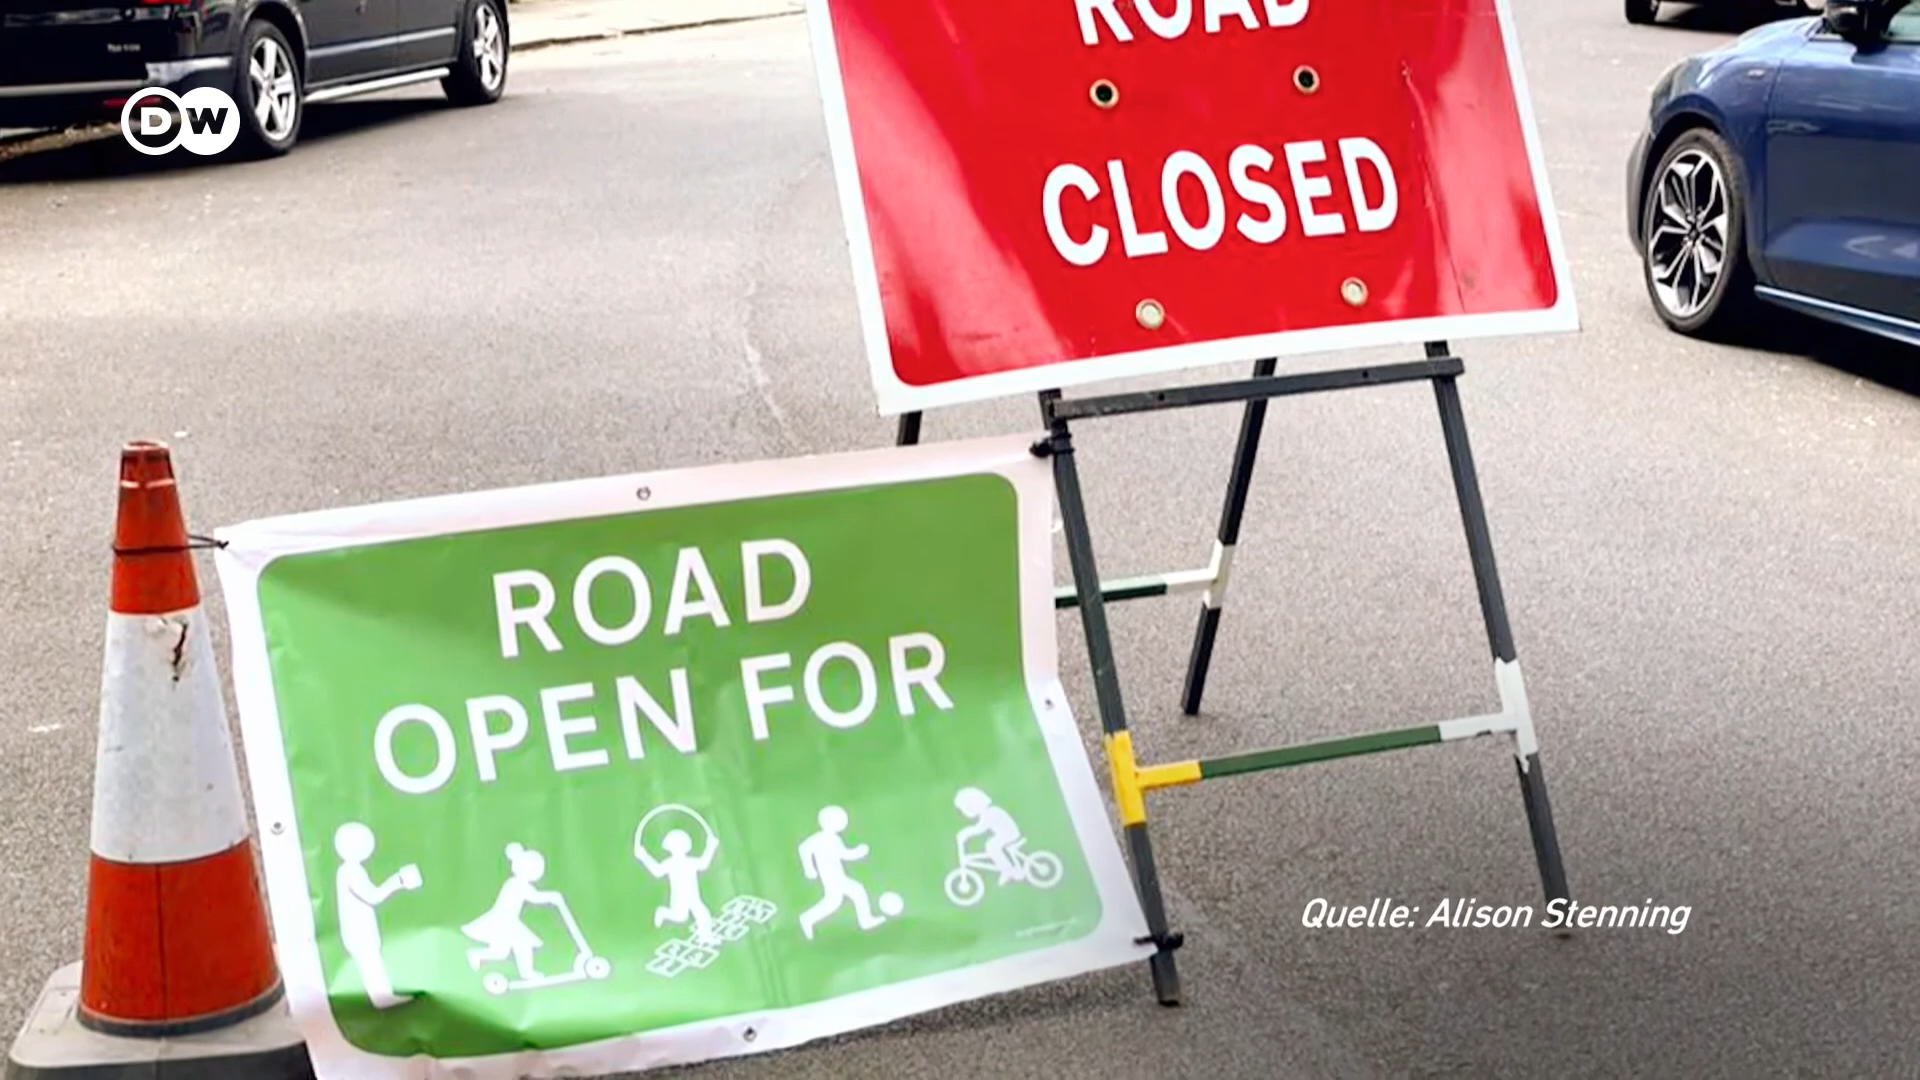 DW
ROAD
CLOSED
ROAD
OPEN FOR
Quelle: Alison Stenning